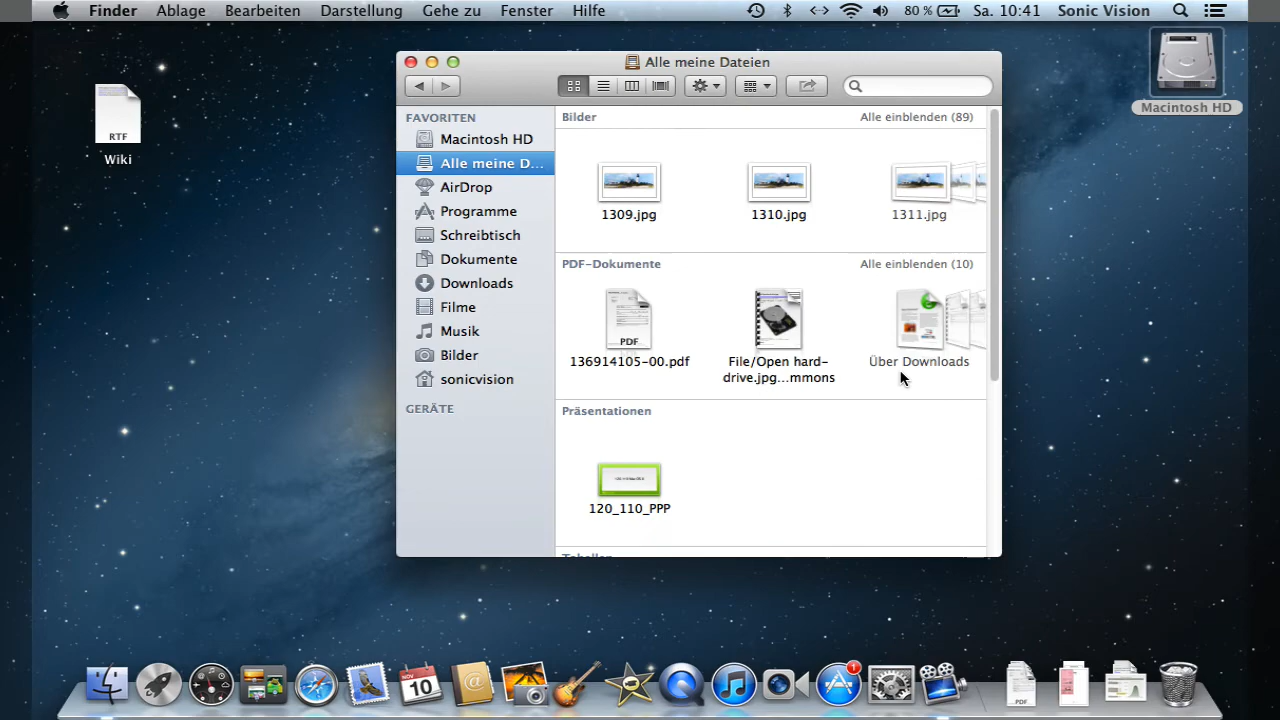 Finder Ablage Bearbeiten Darstellung Gehe zu Fenster Hilfe 80 % Sa. 10:41 Sonic Vision
Macintosh HD
RTF
Wiki
Alle meine Dateien
FAVORITEN
Macintosh HD
Alle meine D...
AirDrop
Programme
Schreibtisch
Dokumente
Downloads
Filme
Musik
Bilder
sonicvision
GERÄTE
Bilder Alle einblenden (89)
1309.jpg 1310.jpg 1311.jpg
PDF-Dokumente Alle einblenden (10)
PDF
136914105-00.pdf File/Open hard-drive.jpg...mmons Über Downloads
Präsentationen
120_110_PPP
Tabellen
NOV
10
1
PDF